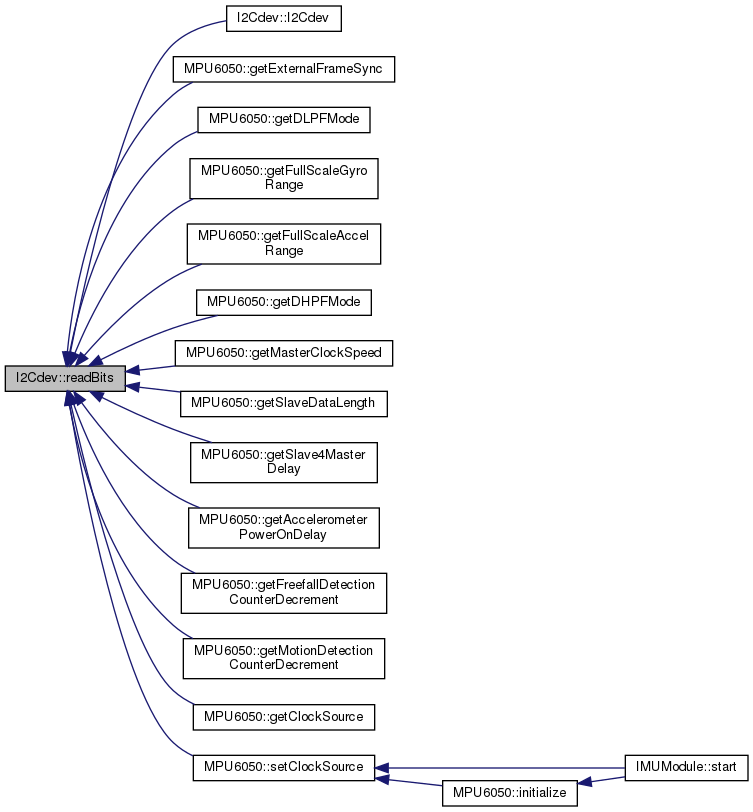 I2Cdev::I2Cdev
MPU6050::getExternalFrameSync
MPU6050::getDLPFMode
MPU6050::getFullScaleGyro
Range
MPU6050::getFullScaleAccel
Range
MPU6050::getDHPFMode
MPU6050::getMasterClockSpeed
I2Cdev::readBits
MPU6050::getSlaveDataLength
MPU6050::getSlave4Master
Delay
MPU6050::getAccelerometer
PowerOnDelay
MPU6050::getFreefallDetection
CounterDecrement
MPU6050::getMotionDetection
CounterDecrement
MPU6050::getClockSource
MPU6050::setClockSource
IMUModule::start
MPU6050::initialize